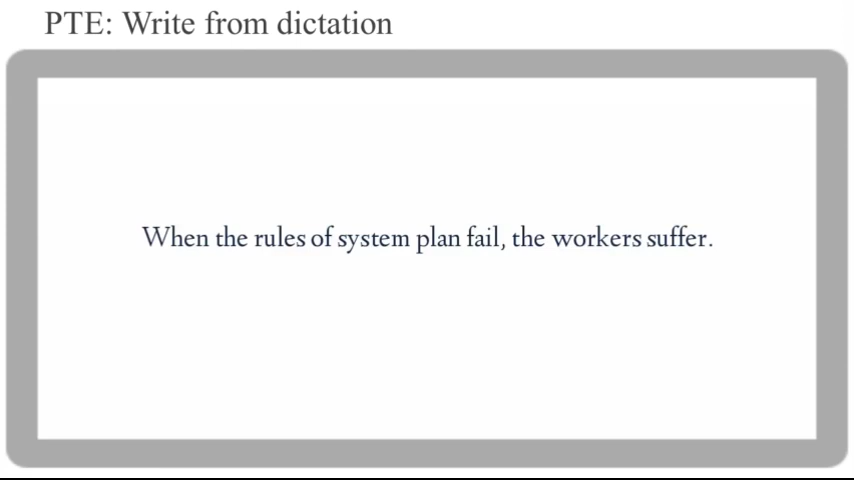 PTE: Write from dictation
When the rules of system plan fail, the workers suffer.